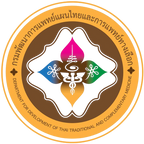 กรมพัฒนาการแพทย์แผนไทยและการแพทย์ทางเลือก
DEPARTMENT FOR DEVELOPMENT OF THAI TRADITIONAL AND COMPLEMENTARY MEDICINE